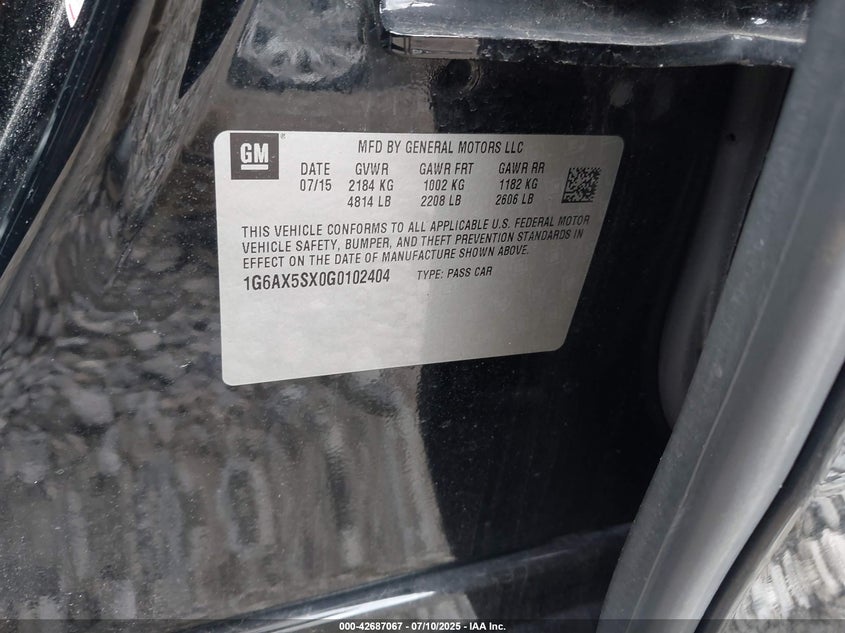 GM
MFD BY GENERAL MOTORS LLC
DATE GVWR GAWR FRT GAWR RR
07/15 2184 KG 1002 KG 1182 KG
4814 LB 2208 LB 2606 LB
THIS VEHICLE CONFORMS TO ALL APPLICABLE U.S. FEDERAL MOTOR
VEHICLE SAFETY, BUMPER, AND THEFT PREVENTION STANDARDS IN
EFFECT ON THE DATE OF MANUFACTURE SHOWN ABOVE.
1G6AX5SX0G0102404 TYPE: PASS CAR
000-42687067 — 07/10/2025 — IAA Inc.